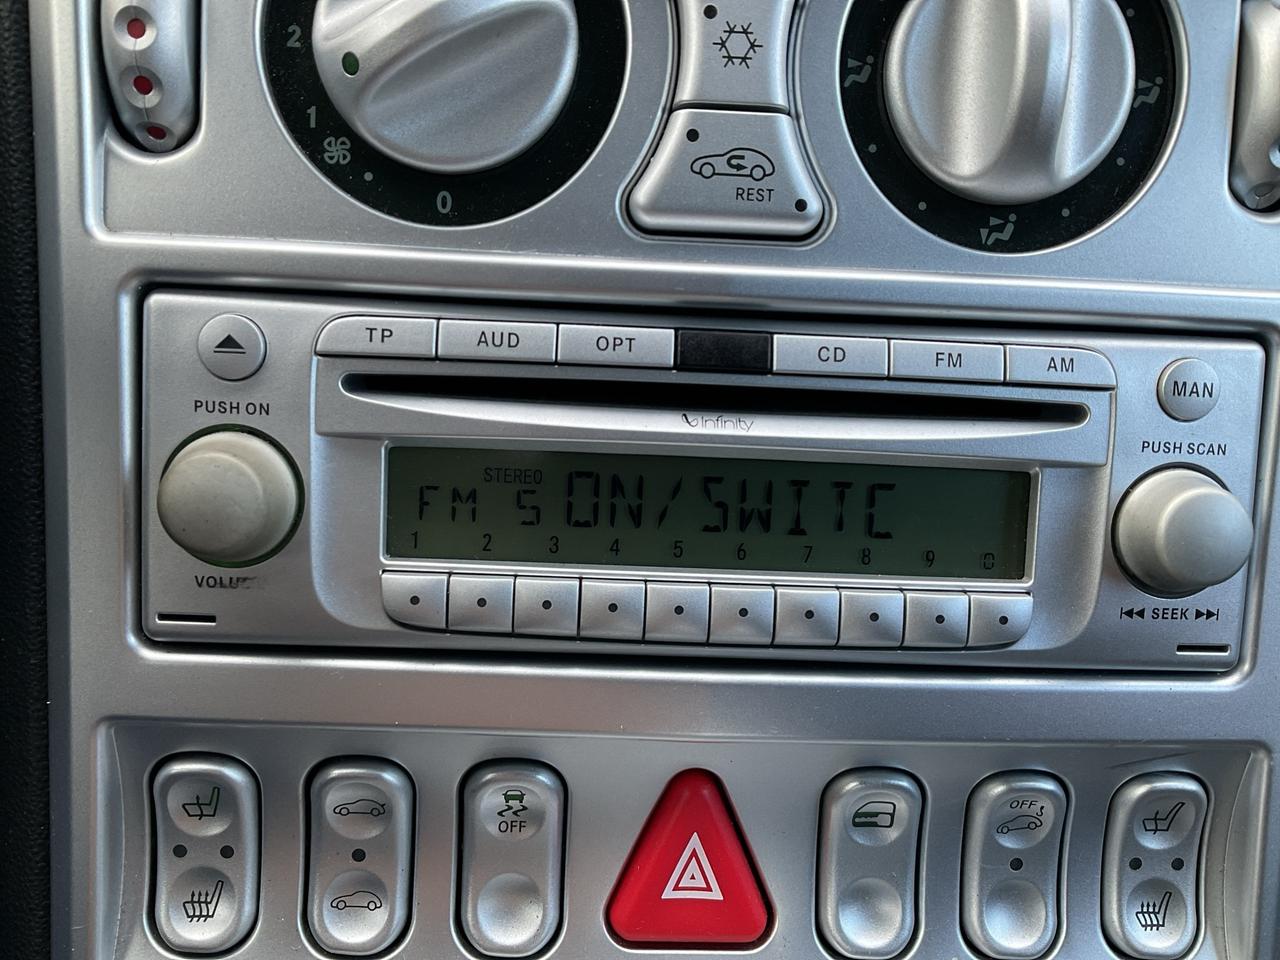 2
1
0
REST
TP AUD OPT CD FM AM
MAN
PUSH ON
Infinity
PUSH SCAN
STEREO
FM 5 ON/SWITC
1 2 3 4 5 6 7 8 9 0
SEEK
OFF
OFF